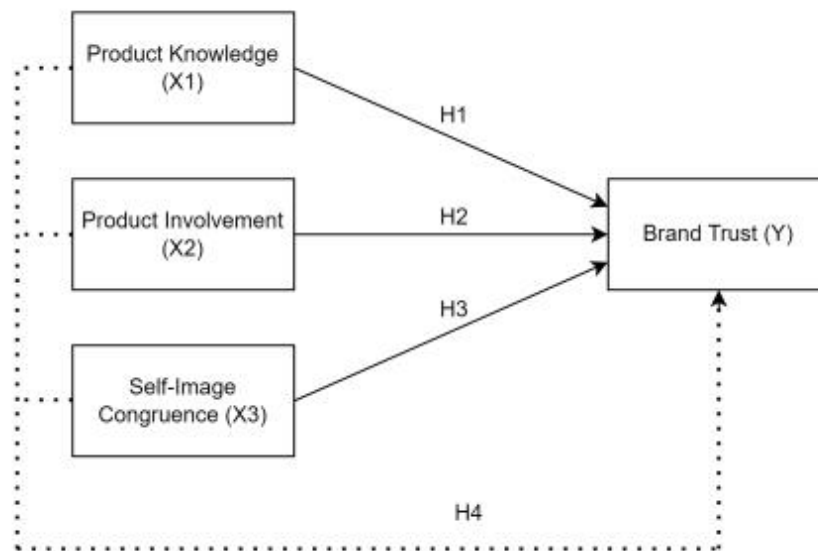 Product Knowledge
(X1)
H1
Product Involvement
(X2)
H2
Brand Trust (Y)
H3
Self-Image
Congruence (X3)
H4